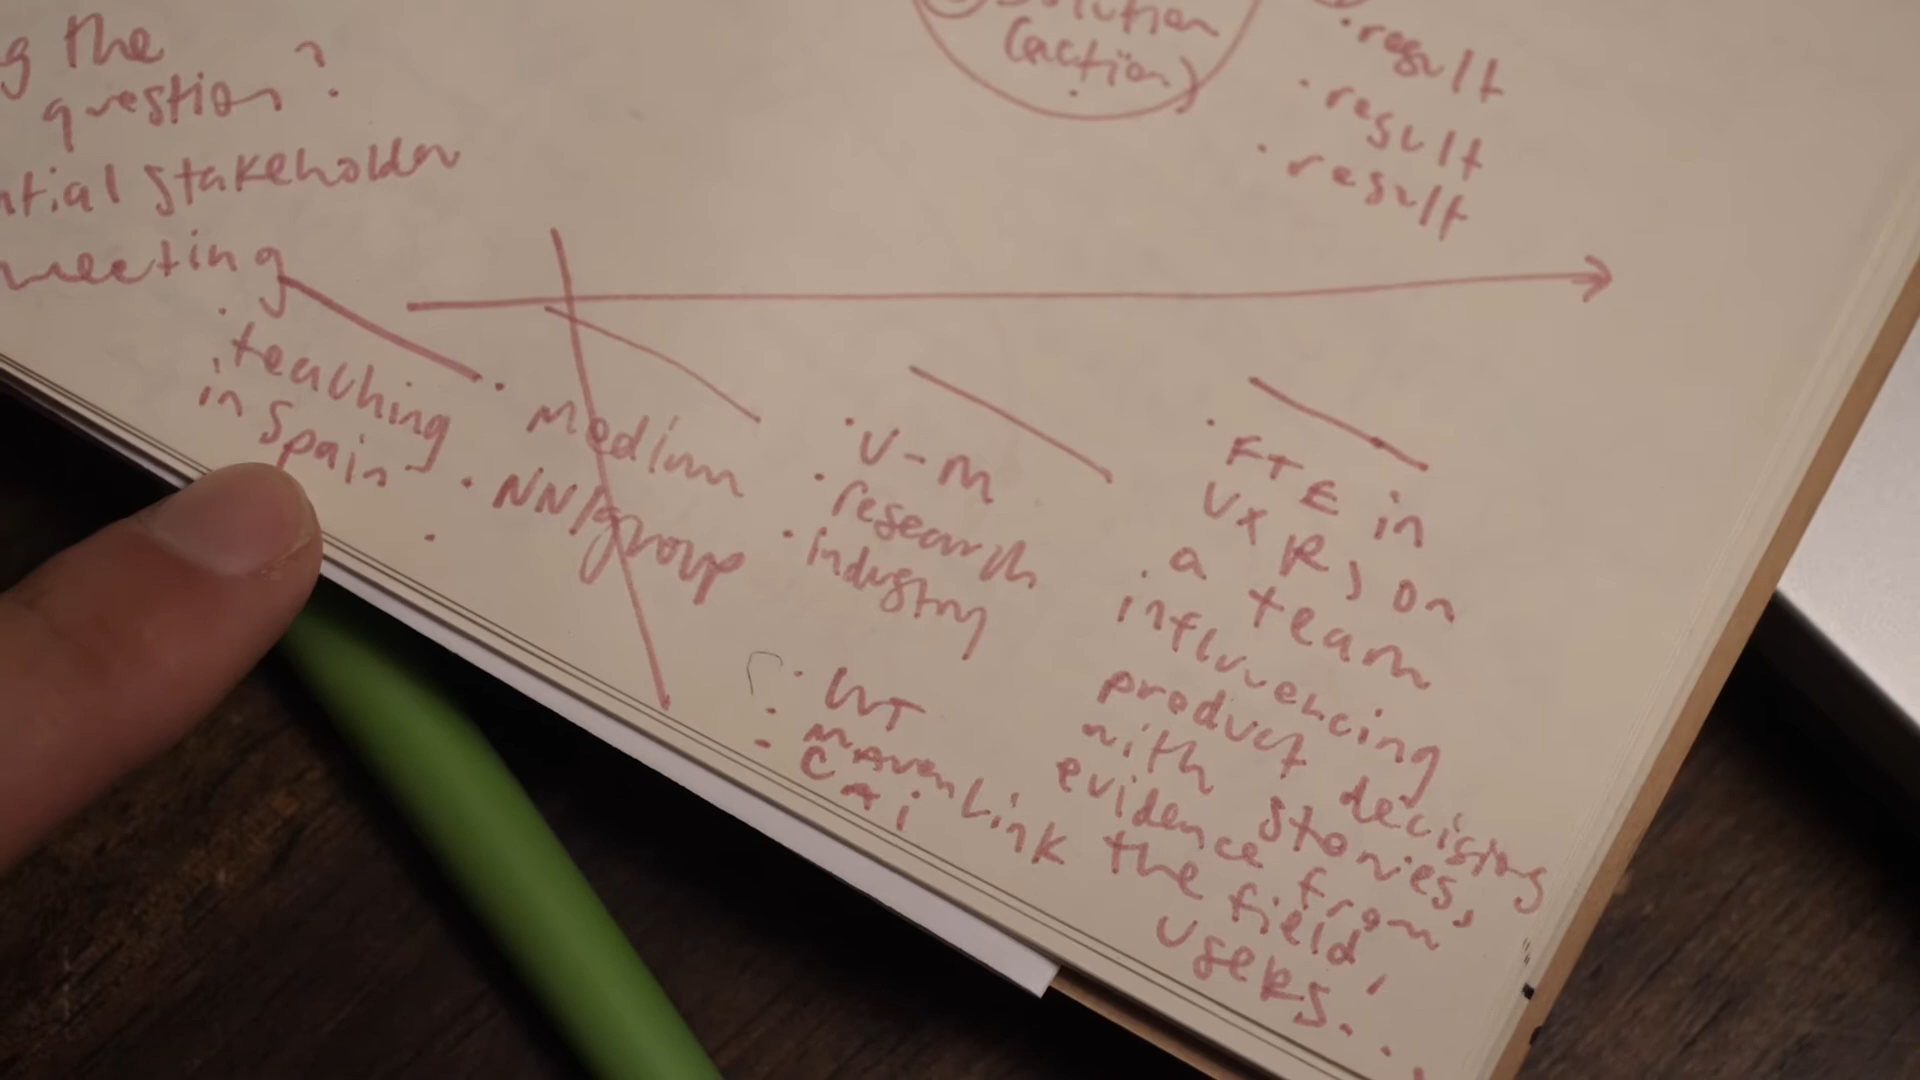 g the
question?
ntial stakeholder
meeting
solution
(action)
• result
• result
• result
• teaching
in Spain
• Medium
• NN/group
• U-M
• research
• industry
• WT
• Mavenlink
- CAI
• FTE in
UXR, on
a team
influencing
product decisions
with stories,
evidence from
the field,
users.